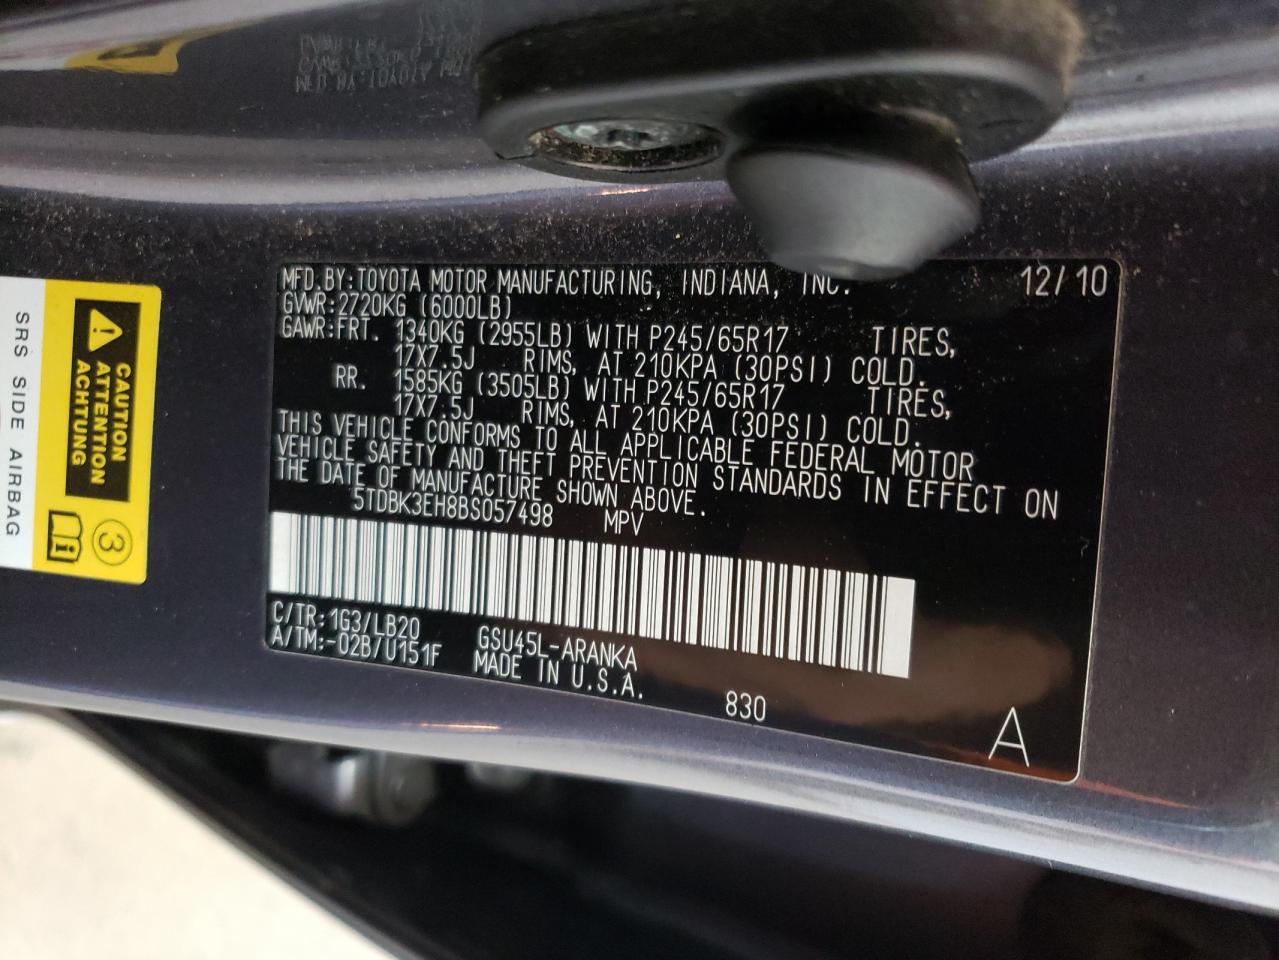 MFD.BY:TOYOTA MOTOR MANUFACTURING, INDIANA, INC. 12/10
GVWR:2720KG (6000LB)
GAWR:FRT. 1340KG (2955LB) WITH P245/65R17 TIRES,
17X7.5J RIMS, AT 210KPA (30PSI) COLD.
RR. 1585KG (3505LB) WITH P245/65R17 TIRES,
17X7.5J RIMS, AT 210KPA (30PSI) COLD.
THIS VEHICLE CONFORMS TO ALL APPLICABLE FEDERAL MOTOR
VEHICLE SAFETY AND THEFT PREVENTION STANDARDS IN EFFECT ON
THE DATE OF MANUFACTURE SHOWN ABOVE.
5TDBK3EH8BS057498 MPV
C/TR:1G3/LB20 GSU45L-ARANKA
A/TM:-02B/U151F MADE IN U.S.A.
830
A
CAUTION
ATTENTION
ACHTUNG
3
SRS SIDE AIRBAG